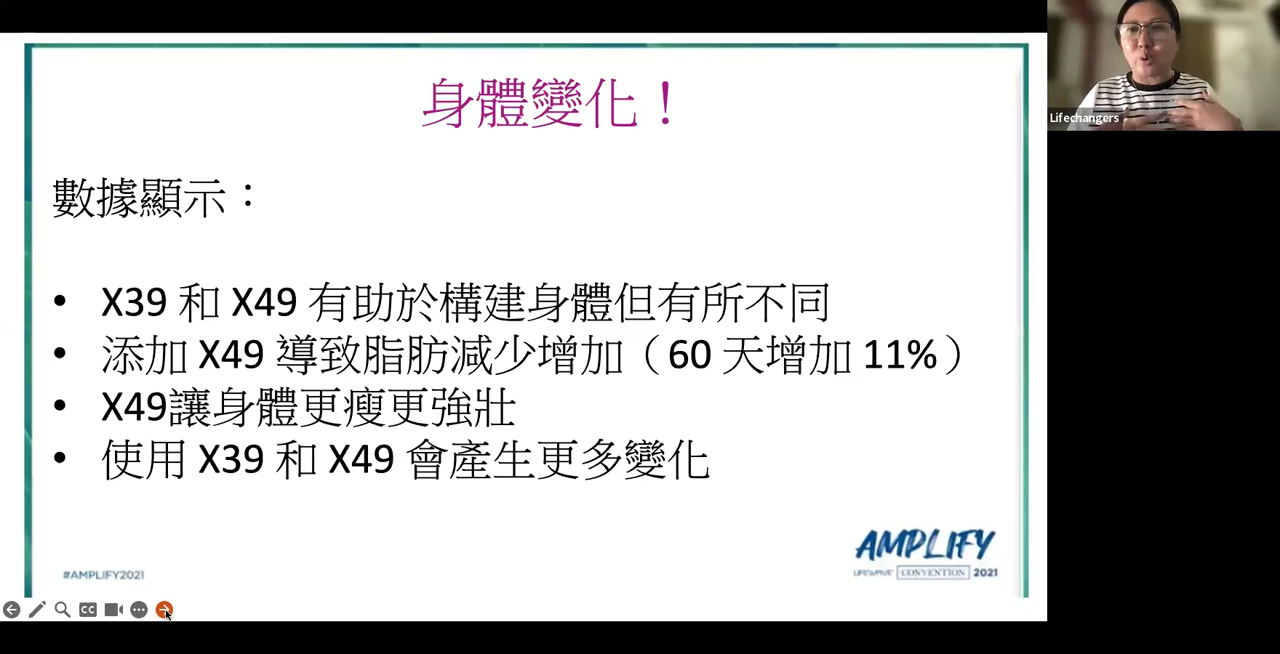 身體變化！
Lifechangers
數據顯示：
• X39 和 X49 有助於構建身體但有所不同
• 添加 X49 導致脂肪減少增加（60 天增加 11%）
• X49讓身體更瘦更強壯
• 使用 X39 和 X49 會產生更多變化
AMPLIFY
LIFEWAVE CONVENTION 2021
#AMPLIFY2021
CC